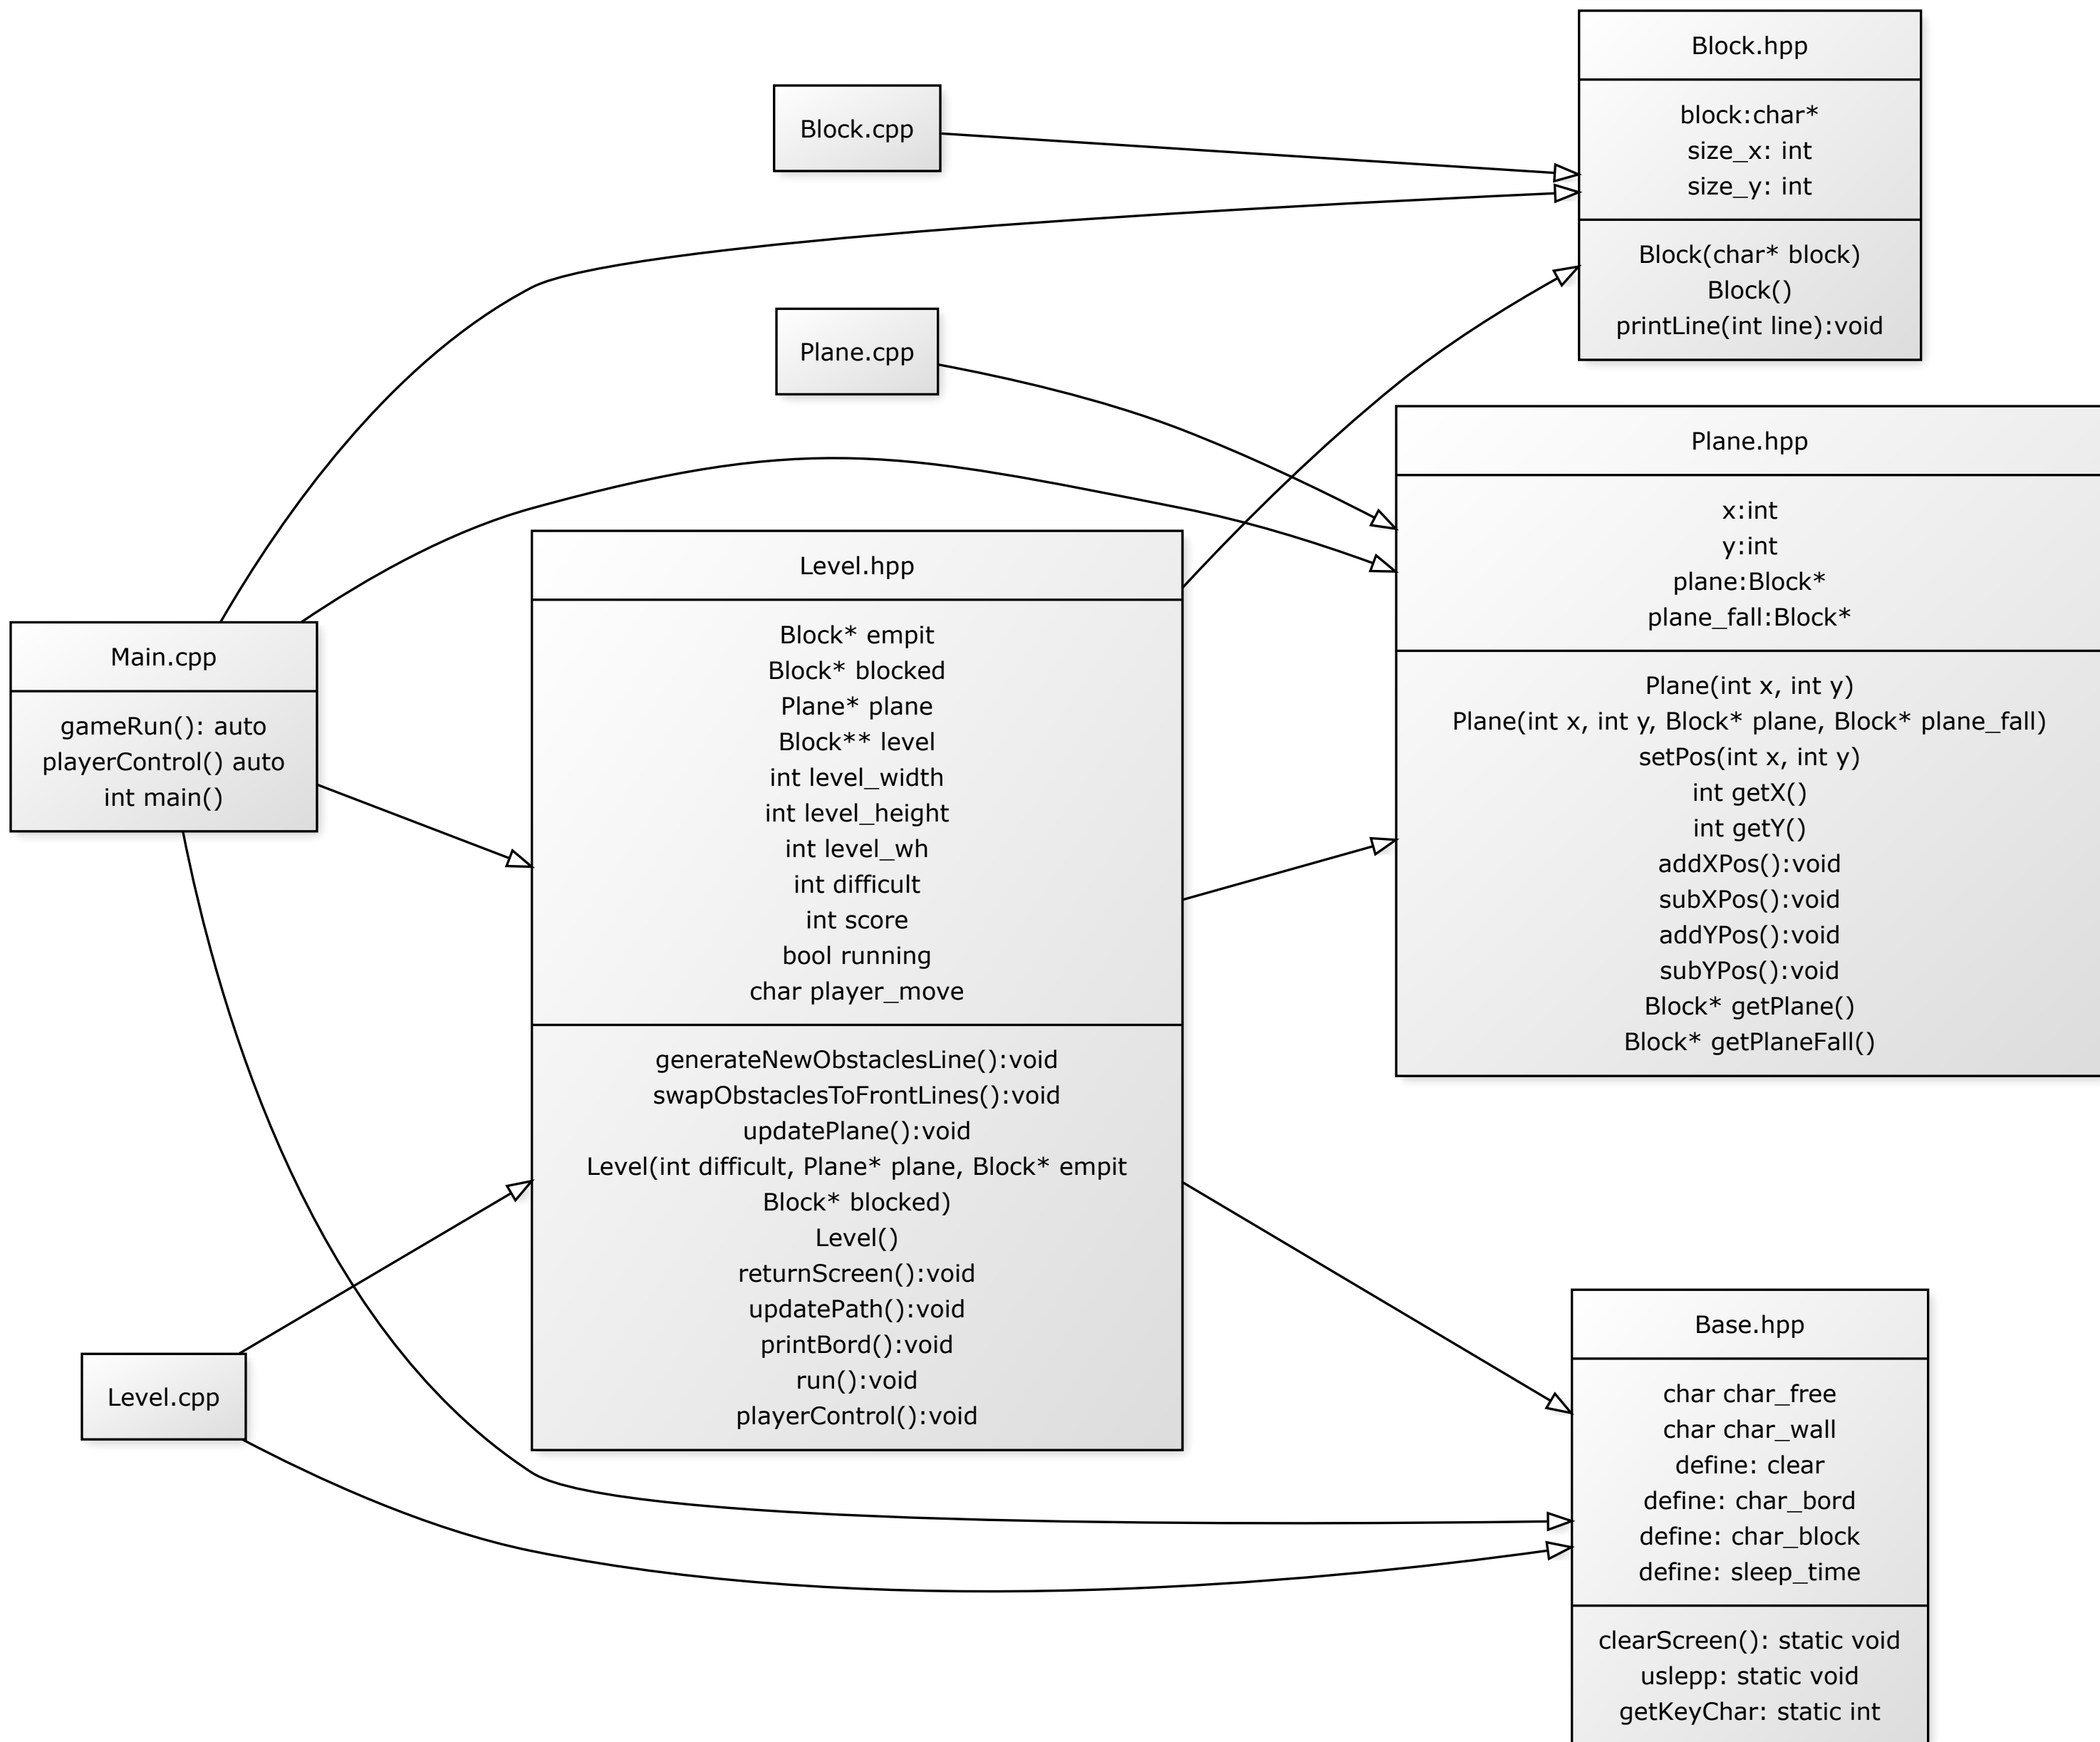 Block.hpp
block:char*
size_x: int
size_y: int
Block(char* block)
Block()
printLine(int line):void
Block.cpp
Plane.cpp
Plane.hpp
x:int
y:int
plane:Block*
plane_fall:Block*
Plane(int x, int y)
Plane(int x, int y, Block* plane, Block* plane_fall)
setPos(int x, int y)
int getX()
int getY()
addXPos():void
subXPos():void
addYPos():void
subYPos():void
Block* getPlane()
Block* getPlaneFall()
Main.cpp
gameRun(): auto
playerControl() auto
int main()
Level.hpp
Block* empit
Block* blocked
Plane* plane
Block** level
int level_width
int level_height
int level_wh
int difficult
int score
bool running
char player_move
generateNewObstaclesLine():void
swapObstaclesToFrontLines():void
updatePlane():void
Level(int difficult, Plane* plane, Block* empit
Block* blocked)
Level()
returnScreen():void
updatePath():void
printBord():void
run():void
playerControl():void
Level.cpp
Base.hpp
char char_free
char char_wall
define: clear
define: char_bord
define: char_block
define: sleep_time
clearScreen(): static void
uslepp: static void
getKeyChar: static int